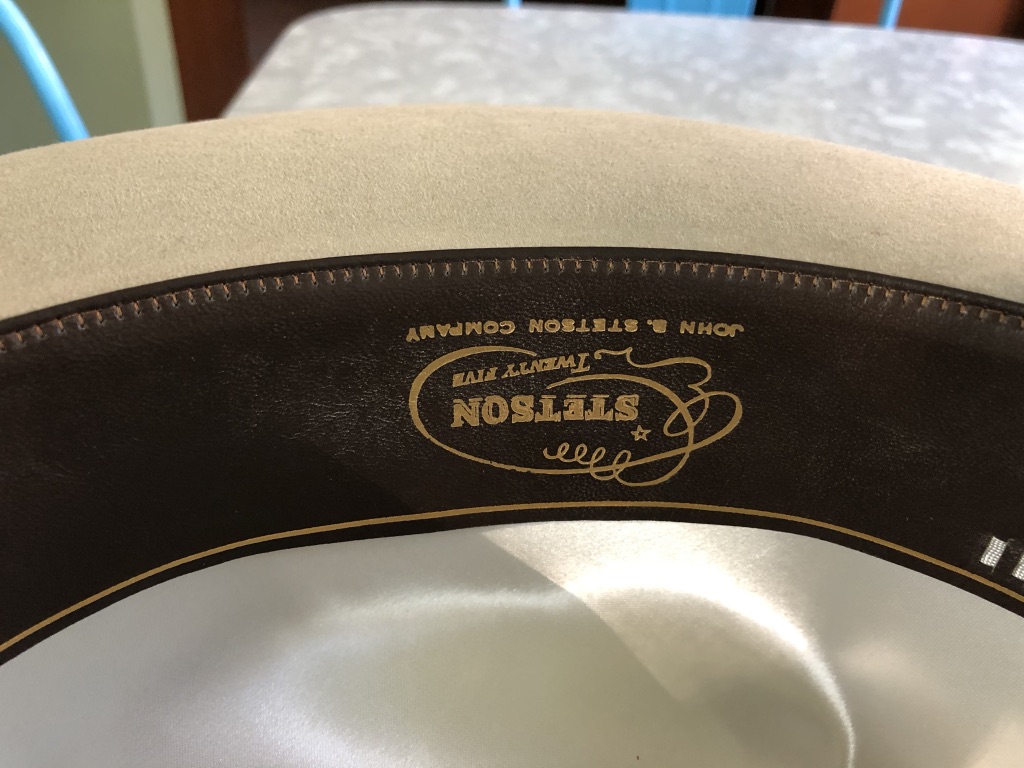 JOHN B. STETSON COMPANY
TWENTY FIVE
STETSON